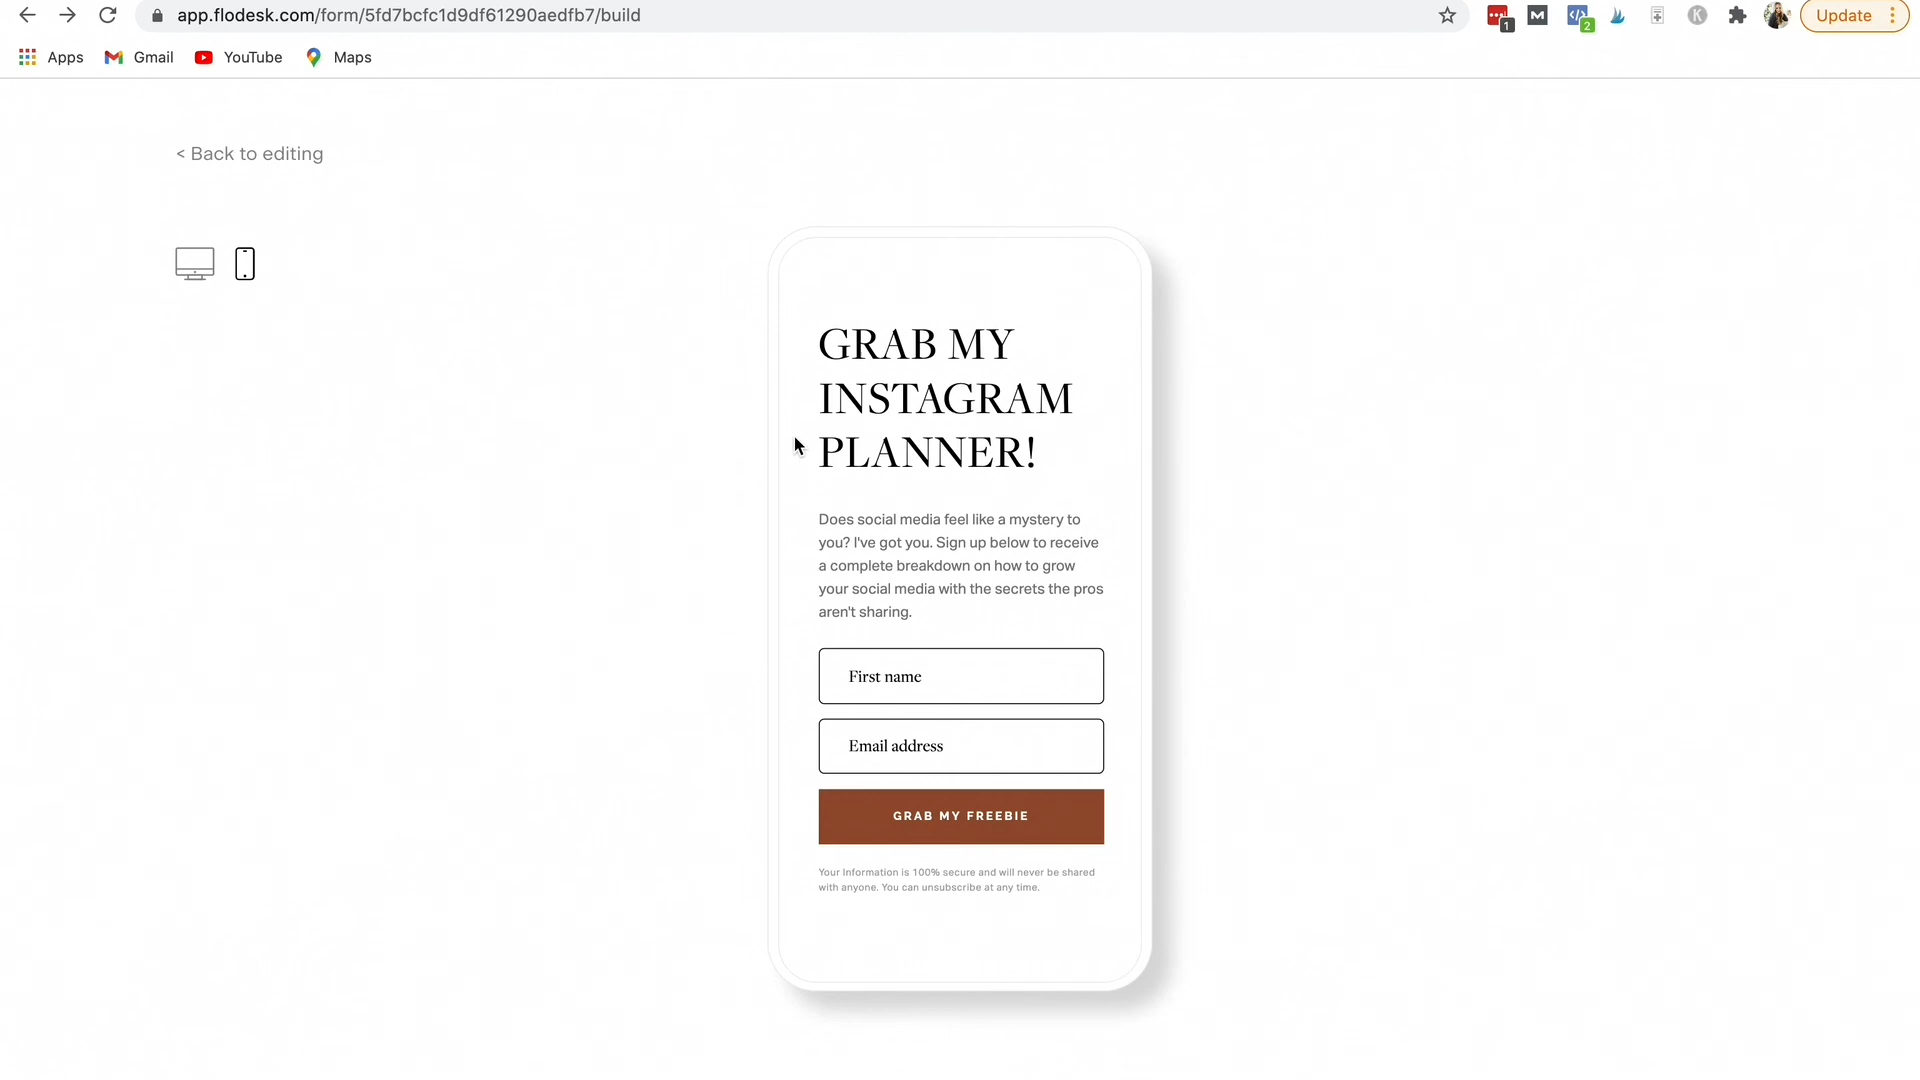 app.flodesk.com/form/5fd7bcfc1d9df61290aedfb7/build
1
2
K
Update
Apps
Gmail
YouTube
Maps
< Back to editing
GRAB MY
INSTAGRAM
PLANNER!
Does social media feel like a mystery to
you? I've got you. Sign up below to receive
a complete breakdown on how to grow
your social media with the secrets the pros
aren't sharing.
First name
Email address
GRAB MY FREEBIE
Your Information is 100% secure and will never be shared
with anyone. You can unsubscribe at any time.